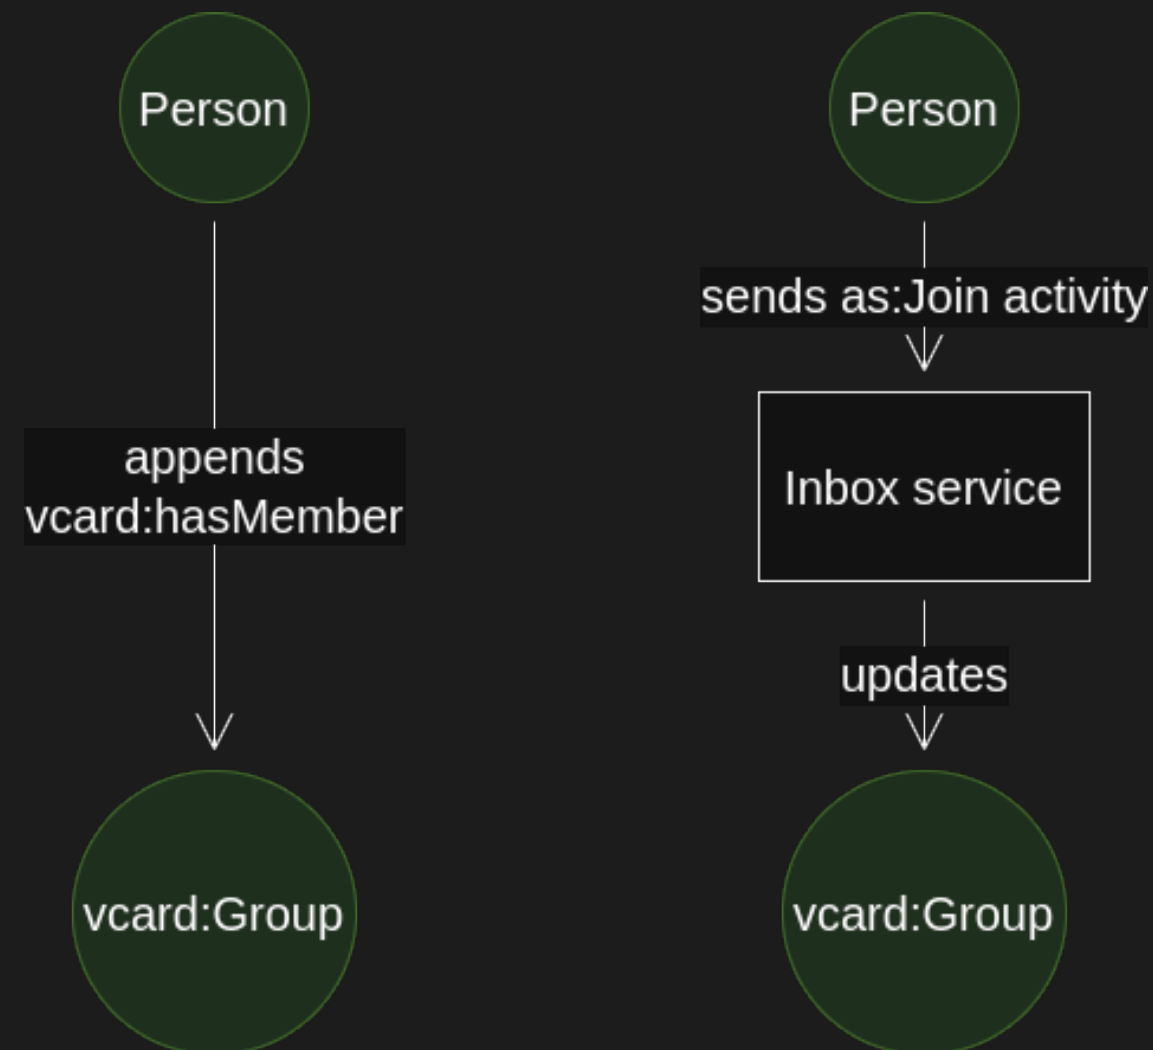 Person
appends
vcard:hasMember
vcard:Group
Person
sends as:Join activity
Inbox service
updates
vcard:Group